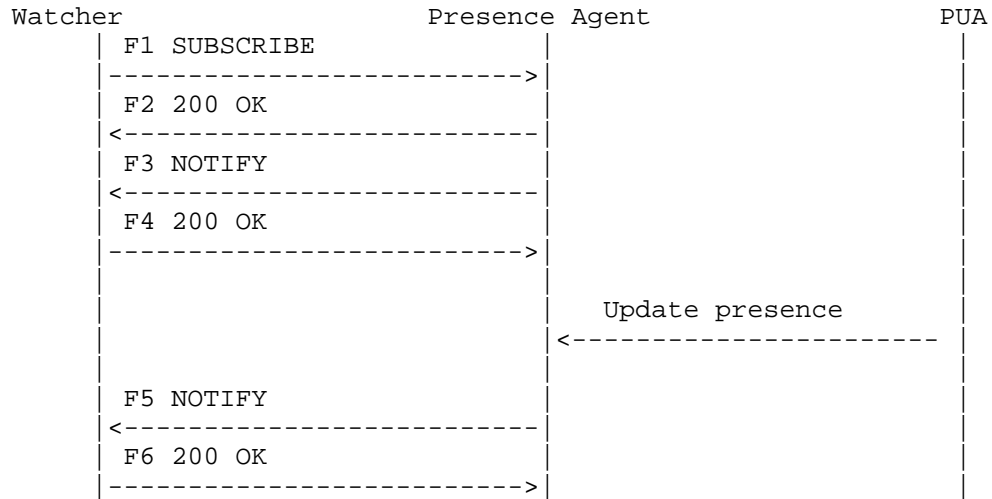 Watcher Presence Agent PUA
F1 SUBSCRIBE
F2 200 OK
F3 NOTIFY
F4 200 OK
Update presence
F5 NOTIFY
F6 200 OK